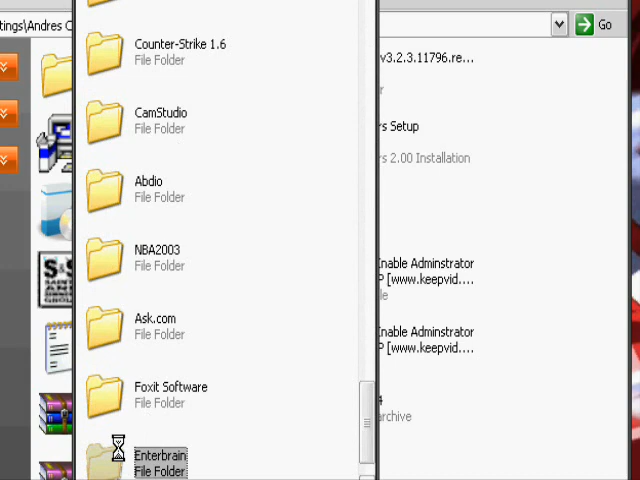 tings\Andres C
Go
Counter-Strike 1.6
File Folder
v3.2.3.11796.re...
CamStudio
File Folder
rs Setup
rs 2.00 Installation
Abdio
File Folder
NBA2003
File Folder
nable Adminstrator
P [www.keepvid....
Ask.com
File Folder
nable Adminstrator
P [www.keepvid....
Foxit Software
File Folder
archive
Enterbrain
File Folder